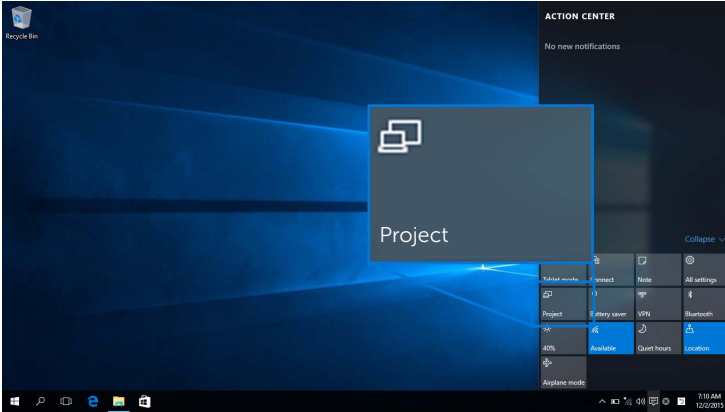 ACTION CENTER
Recycle Bin
No new notifications
Project
Collapse
Tablet mode
Connect
Note
All settings
Project
Battery saver
VPN
Bluetooth
40%
Available
Quiet hours
Location
Airplane mode
7:10 AM
12/2/2015